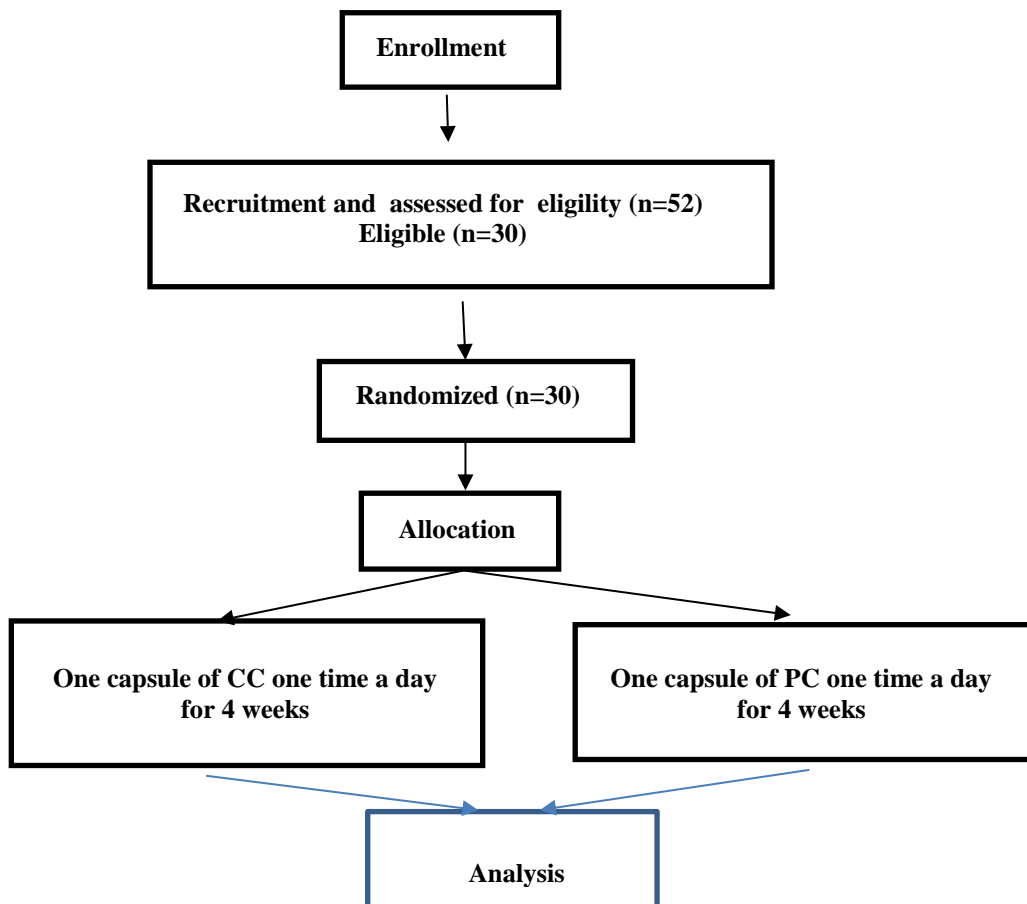 Enrollment
Recruitment and assessed for eligility (n=52)
Eligible (n=30)
Randomized (n=30)
Allocation
One capsule of CC one time a day
for 4 weeks
One capsule of PC one time a day
for 4 weeks
Analysis